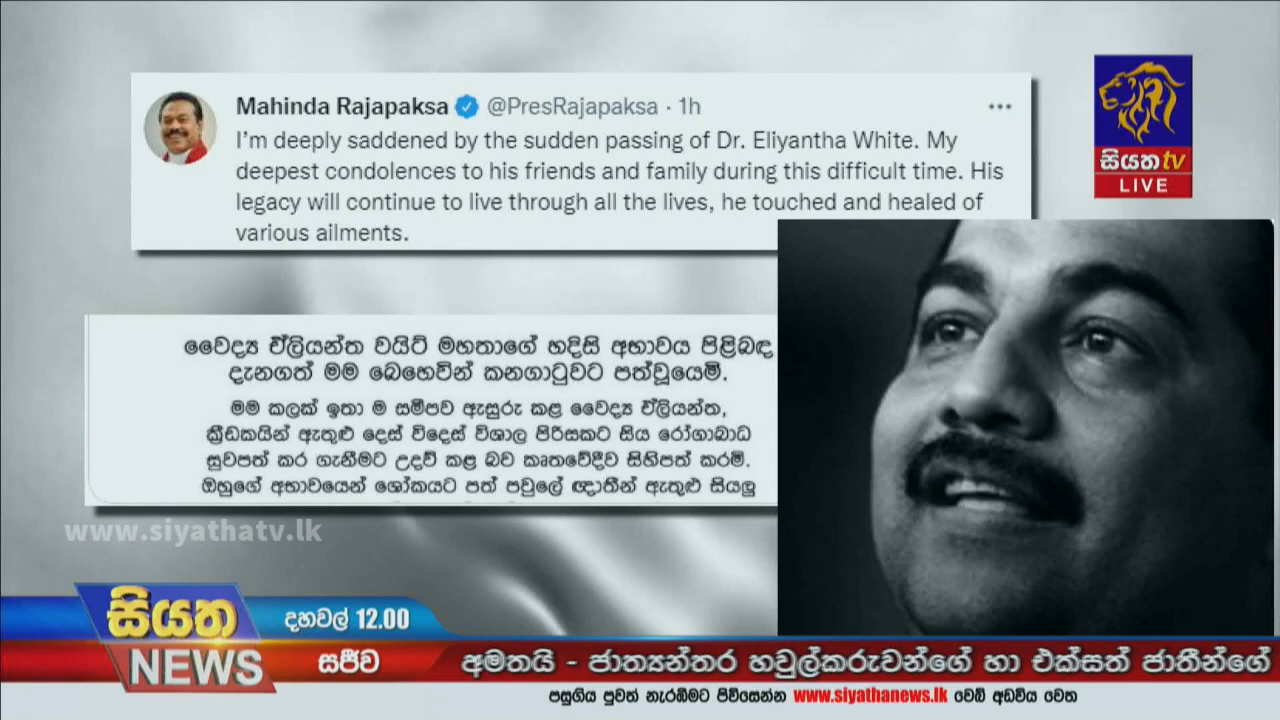 Mahinda Rajapaksa @PresRajapaksa · 1h
I'm deeply saddened by the sudden passing of Dr. Eliyantha White. My
deepest condolences to his friends and family during this difficult time. His
legacy will continue to live through all the lives, he touched and healed of
various ailments.
සියත tv
LIVE
වෛද්‍ය ඒලියන්ත වයිට් මහතාගේ හදිසි අභාවය පිළිබඳ
දැනගත් මම බෙහෙවින් කනගාටුවට පත්වූයෙමි.
මම කලක් ඉතා ම සමීපව ඇසුරු කළ වෛද්‍ය ඒලියන්ත,
ක්‍රීඩකයින් ඇතුළු දෙස් විදෙස් විශාල පිරිසකට සිය රෝගාබාධ
සුවපත් කර ගැනීමට උදව් කළ බව කෘතවේදීව සිහිපත් කරමි.
ඔහුගේ අභාවයෙන් ශෝකයට පත් පවුලේ ඥාතීන් ඇතුළු සියලු
www.siyathatv.lk
සියත
NEWS
දහවල් 12.00
සජීව
අමතයි - ජාත්‍යන්තර හවුල්කරුවන්ගේ හා එක්සත් ජාතීන්ගේ
පසුගිය පුවත් නැරඹීමට පිවිසෙන්න www.siyathanews.lk වෙබ් අඩවිය වෙත